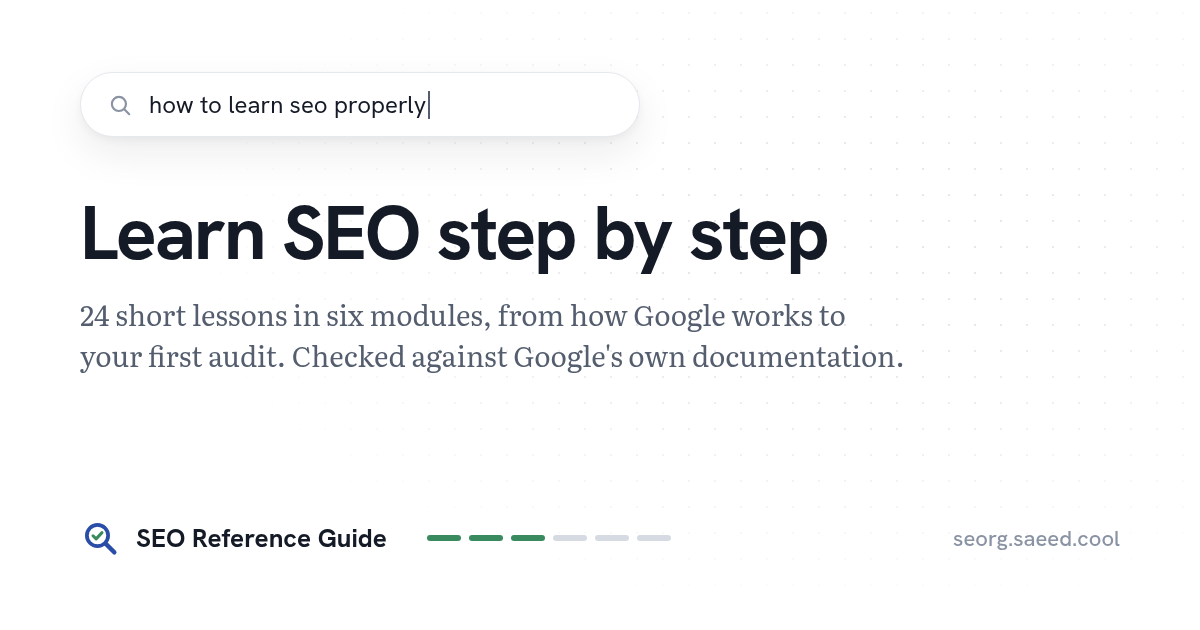 how to learn seo properly
Learn SEO step by step
24 short lessons in six modules, from how Google works to
your first audit. Checked against Google's own documentation.
SEO Reference Guide
seorg.saeed.cool